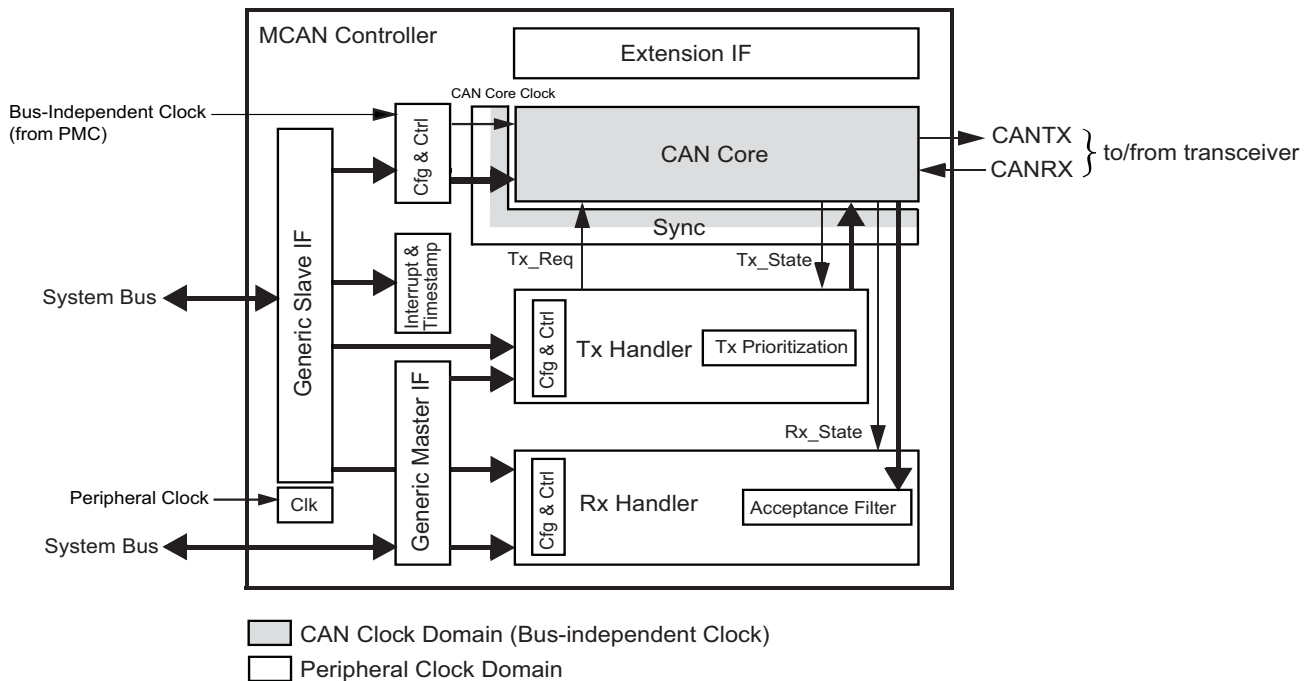 MCAN Controller
Extension IF
Bus-Independent Clock
(from PMC)
CAN Core Clock
Cfg & Ctrl
CAN Core
CANTX
CANRX
} to/from transceiver
Sync
Generic Slave IF
Interrupt &
Timestamp
Tx_Req
Tx_State
System Bus
Cfg & Ctrl
Tx Handler
Tx Prioritization
Generic Master IF
Rx_State
Peripheral Clock
Clk
Cfg & Ctrl
Rx Handler
Acceptance Filter
System Bus
CAN Clock Domain (Bus-independent Clock)
Peripheral Clock Domain